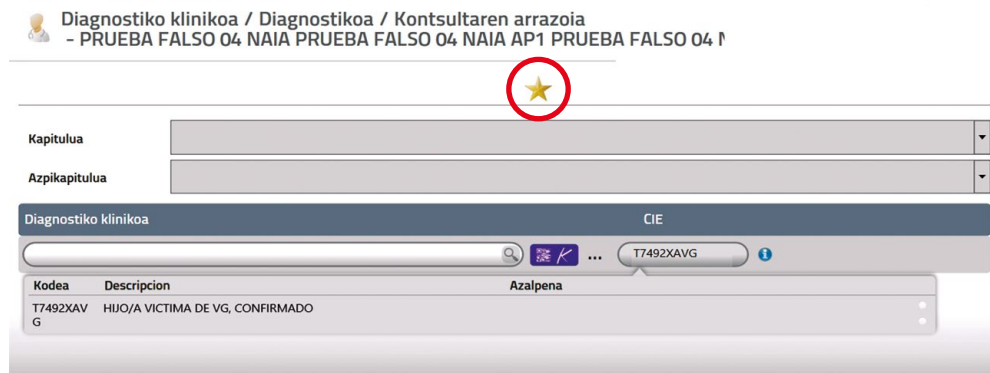 Diagnostiko klinikoa / Diagnostikoa / Kontsultaren arrazoia
- PRUEBA FALSO 04 NAIA PRUEBA FALSO 04 NAIA AP1 PRUEBA FALSO 04
Kapitulua
Azpikapitulua
Diagnostiko klinikoa CIE
... T7492XAVG
Kodea Descripcion Azalpena
T7492XAV HIJO/A VICTIMA DE VG, CONFIRMADO
G